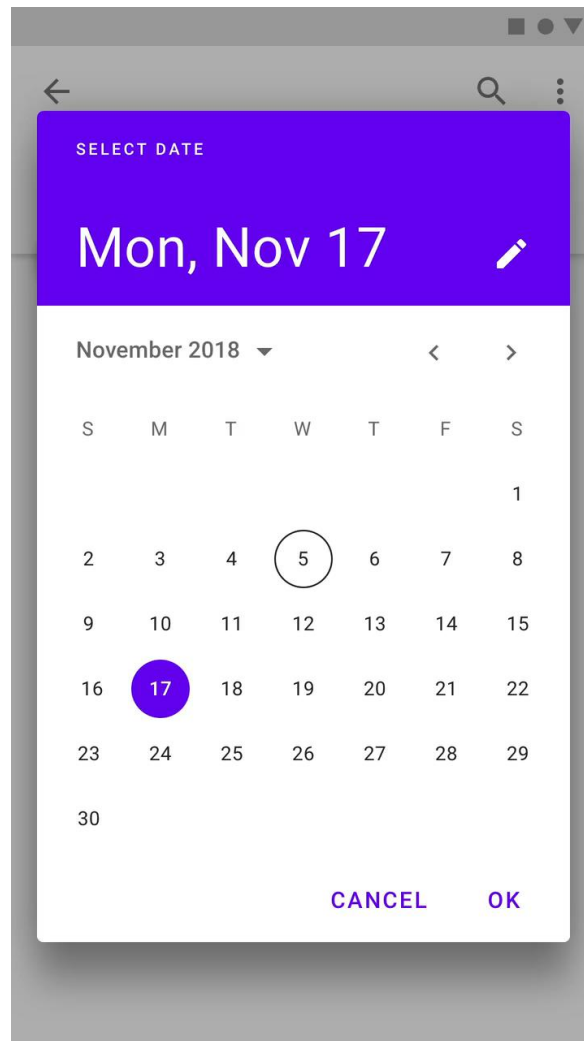 SELECT DATE
Mon, Nov 17
November 2018
S M T W T F S
1
2 3 4 5 6 7 8
9 10 11 12 13 14 15
16 17 18 19 20 21 22
23 24 25 26 27 28 29
30
CANCEL OK